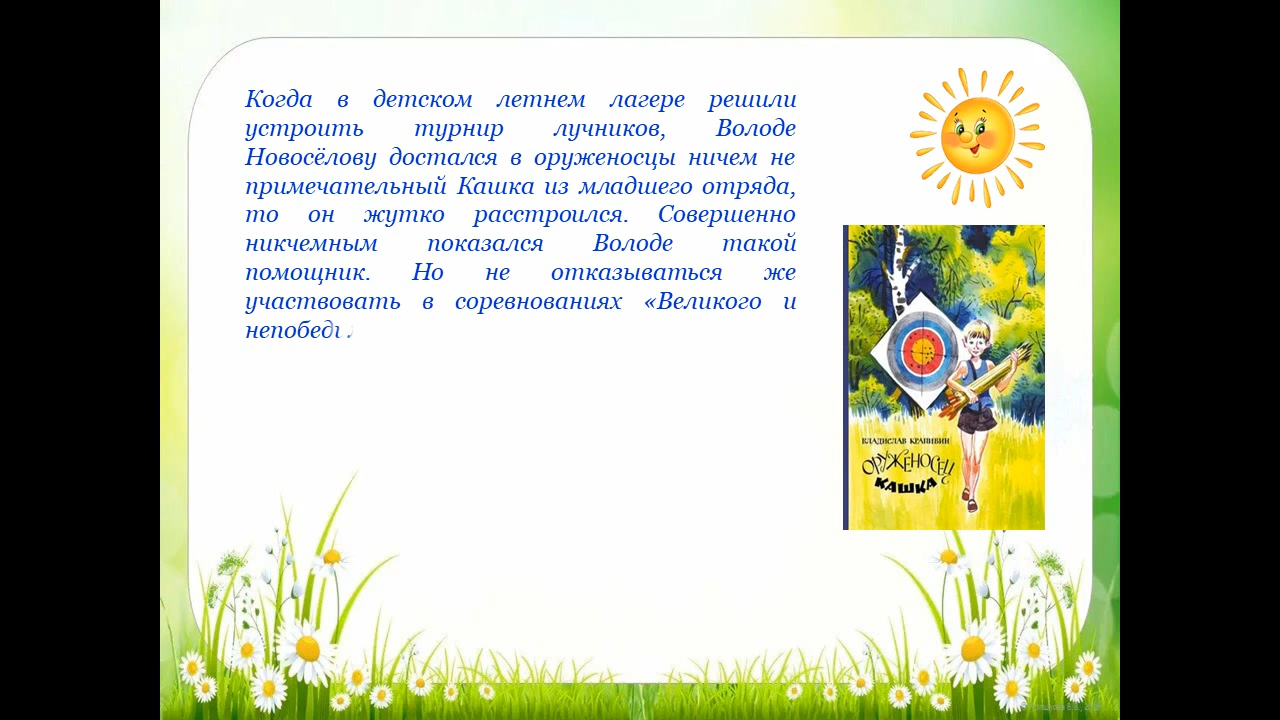 Когда в детском летнем лагере решили
устроить турнир лучников, Володе
Новосёлову достался в оруженосцы ничем не
примечательный Кашка из младшего отряда,
то он жутко расстроился. Совершенно
никчемным показался Володе такой
помощник. Но не отказываться же
участвовать в соревнованиях «Великого и
ВЛАДИСЛАВ КРАПИВИН
ОРУЖЕНОСЕЦ
КАШКА